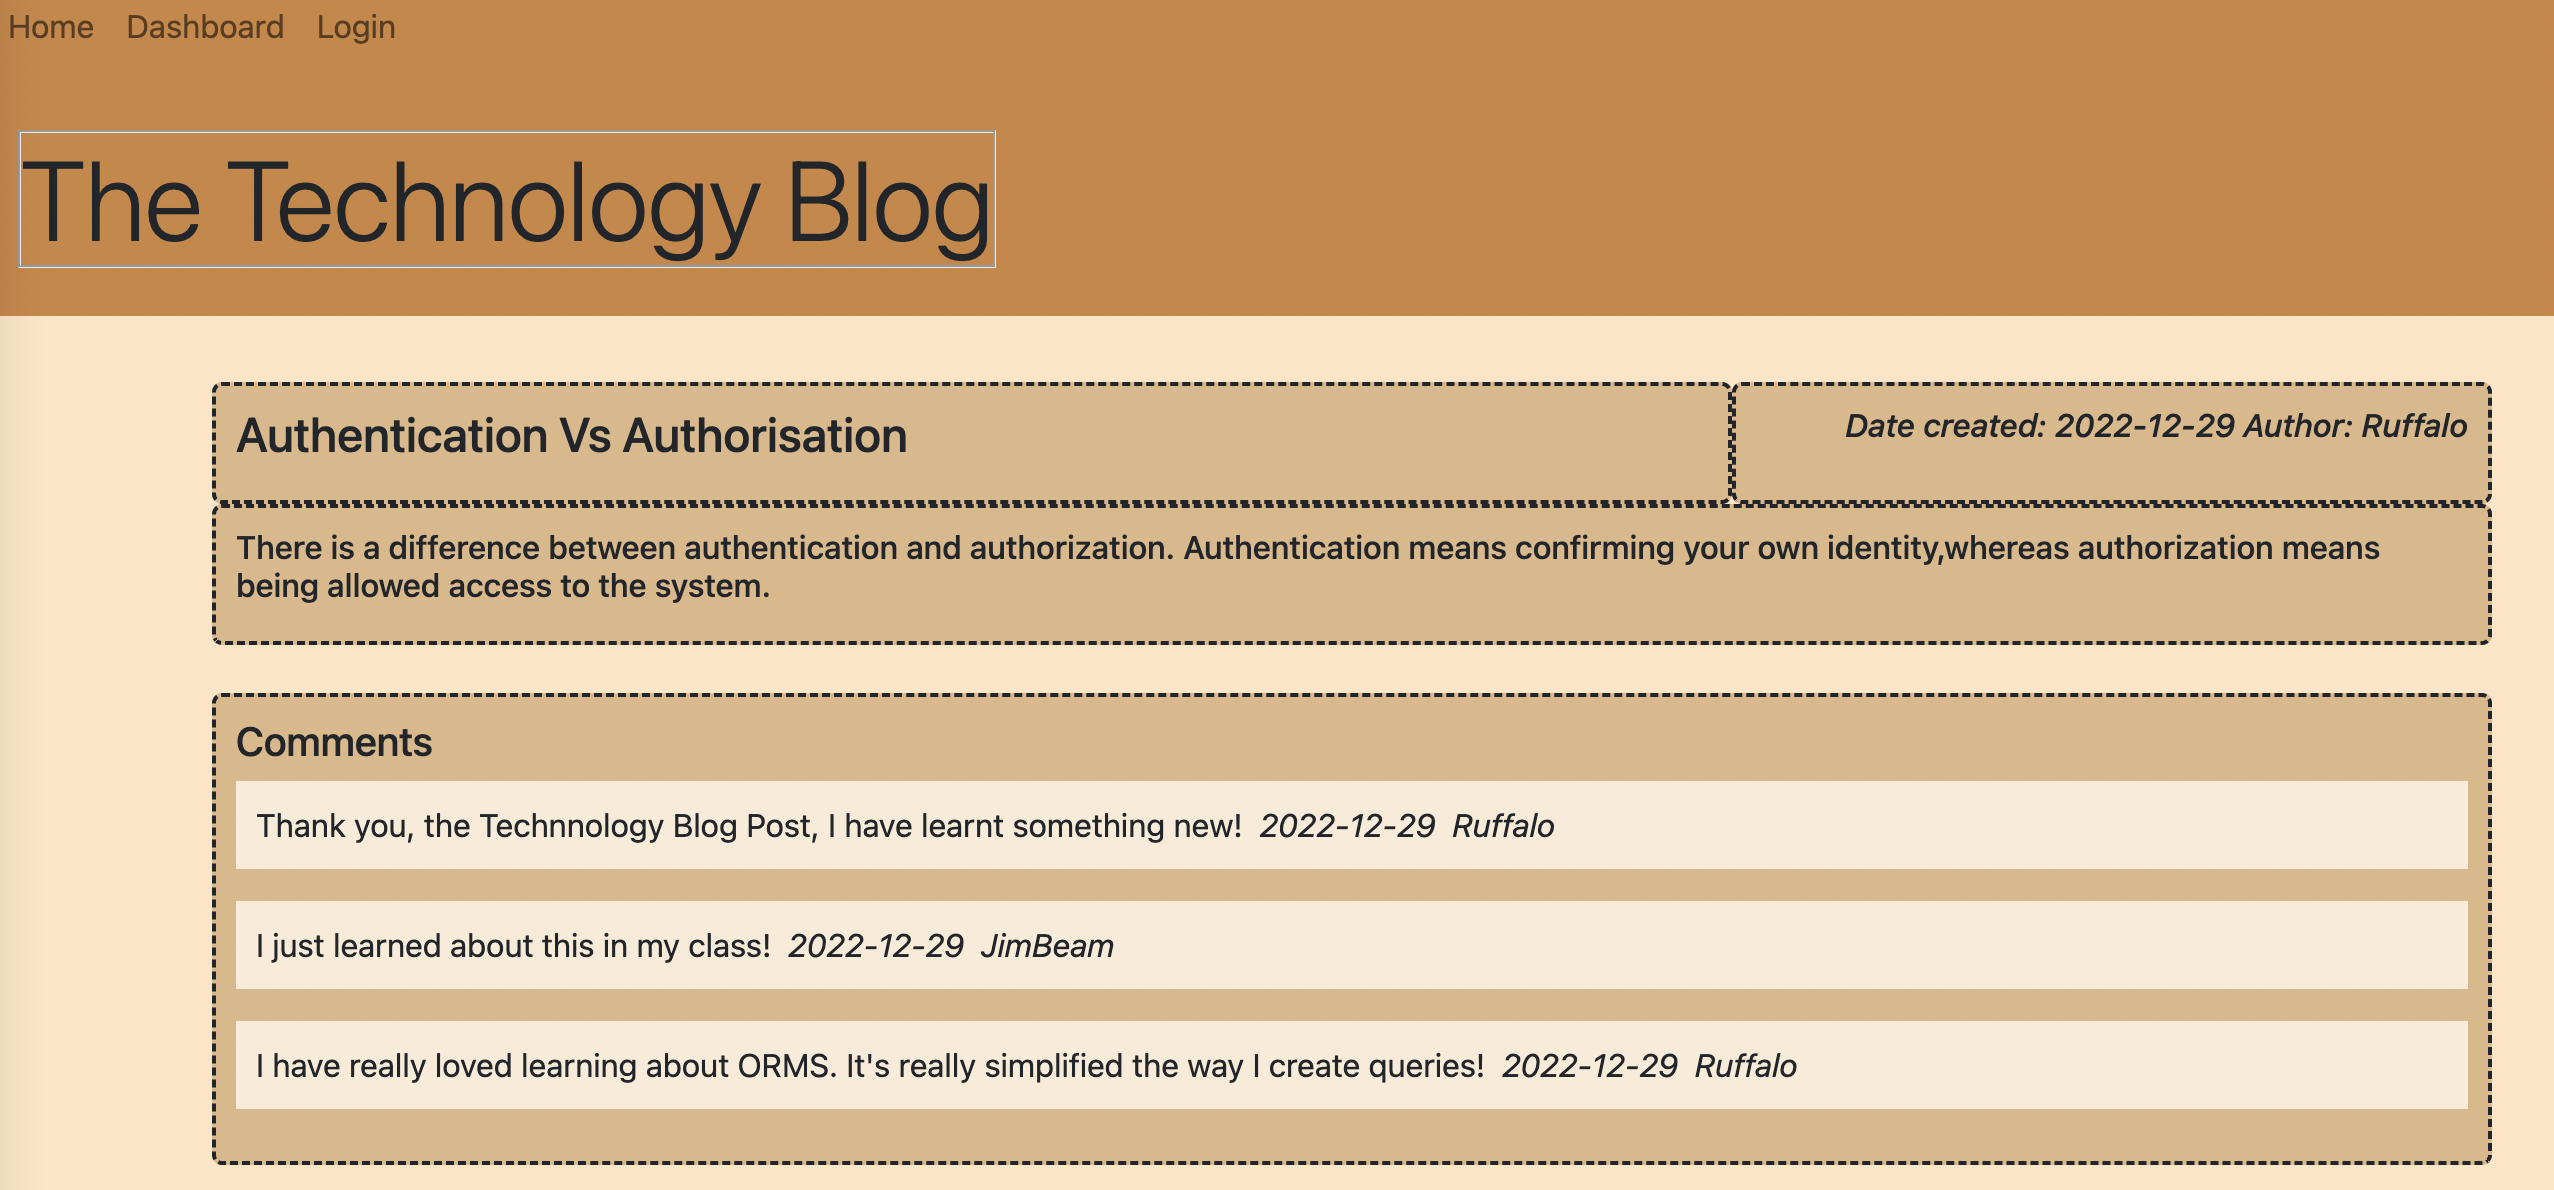 Home Dashboard Login
The Technology Blog
Authentication Vs Authorisation
Date created: 2022-12-29 Author: Ruffalo
There is a difference between authentication and authorization. Authentication means confirming your own identity,whereas authorization means
being allowed access to the system.
Comments
Thank you, the Technnology Blog Post, I have learnt something new! 2022-12-29 Ruffalo
I just learned about this in my class! 2022-12-29 JimBeam
I have really loved learning about ORMS. It's really simplified the way I create queries! 2022-12-29 Ruffalo